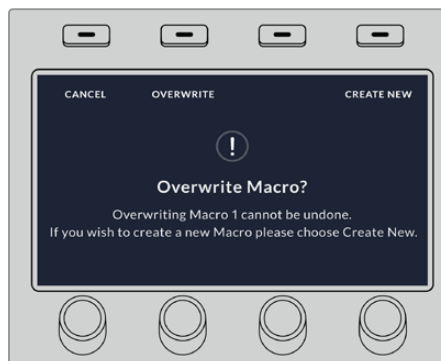 CANCEL OVERWRITE CREATE NEW
Overwrite Macro?
Overwriting Macro 1 cannot be undone.
If you wish to create a new Macro please choose Create New.